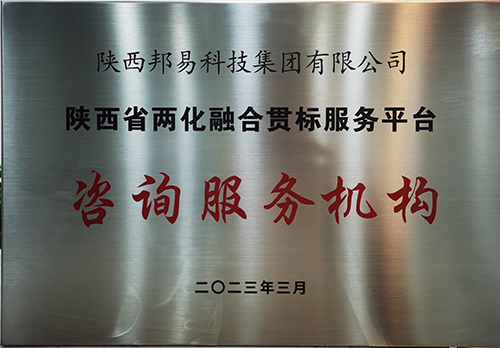 陕西邦易科技集团有限公司
陕西省两化融合贯标服务平台
咨询服务机构
二〇二三年三月